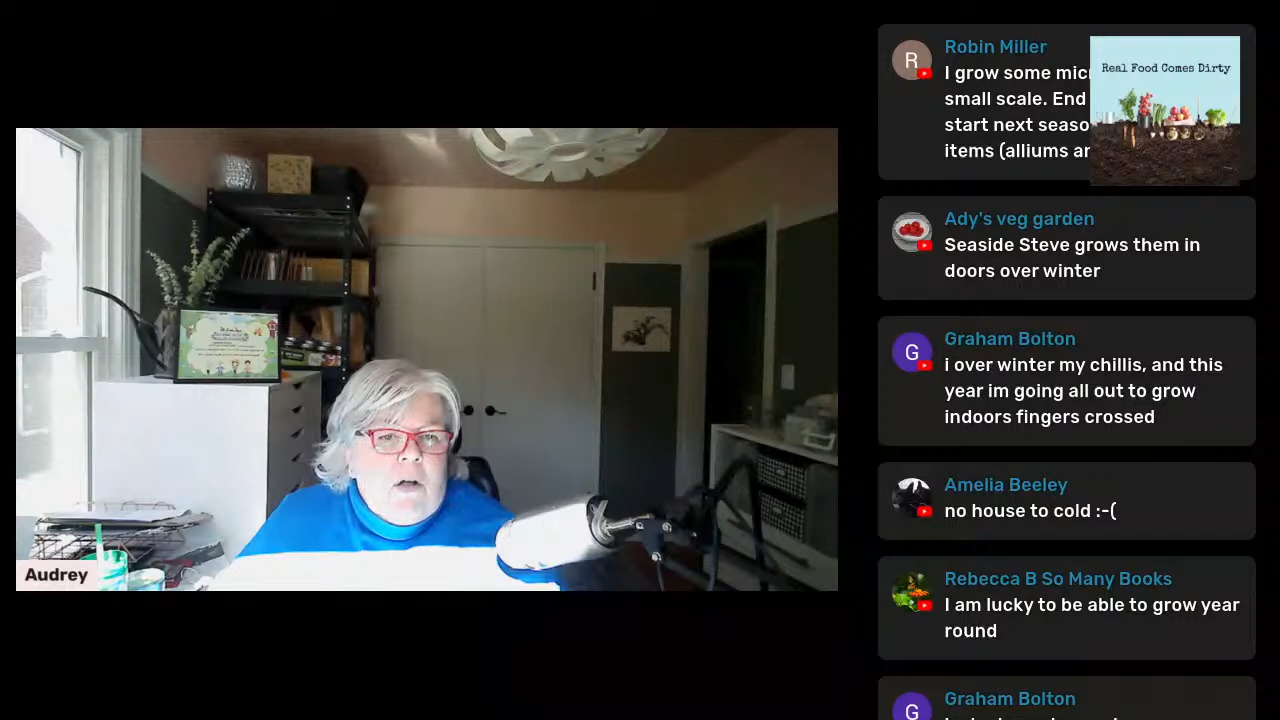 Robin Miller
I grow some
small scale. End
start next
items (alliums
Real Food Comes Dirty
Ady's veg garden
Seaside Steve grows them in
doors over winter
G
Graham Bolton
i over winter my chillis, and this
year im going all out to grow
indoors fingers crossed
Amelia Beeley
no house to cold :-(
Rebecca B So Many Books
I am lucky to be able to grow year
round
G
Graham Bolton
R
Audrey